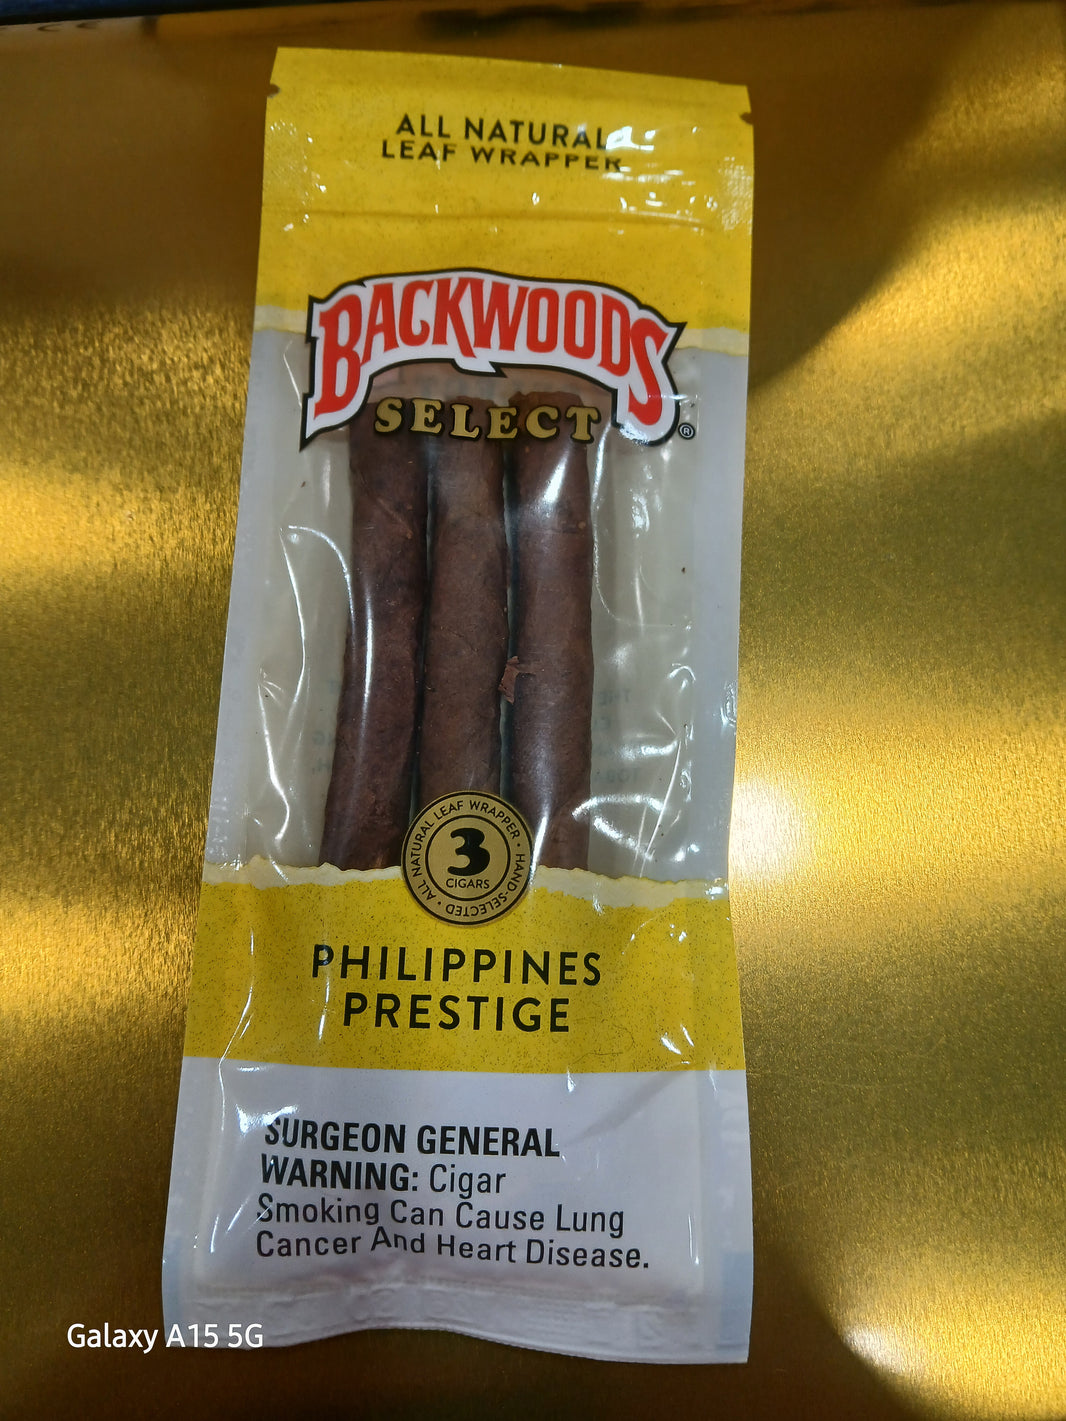 ALL NATURAL
LEAF WRAPPER
BACKWOODS
SELECT
®
ALL NATURAL LEAF WRAPPER • HAND-SELECTED •
3
CIGARS
PHILIPPINES
PRESTIGE
SURGEON GENERAL
WARNING: Cigar
Smoking Can Cause Lung
Cancer And Heart Disease.
Galaxy A15 5G